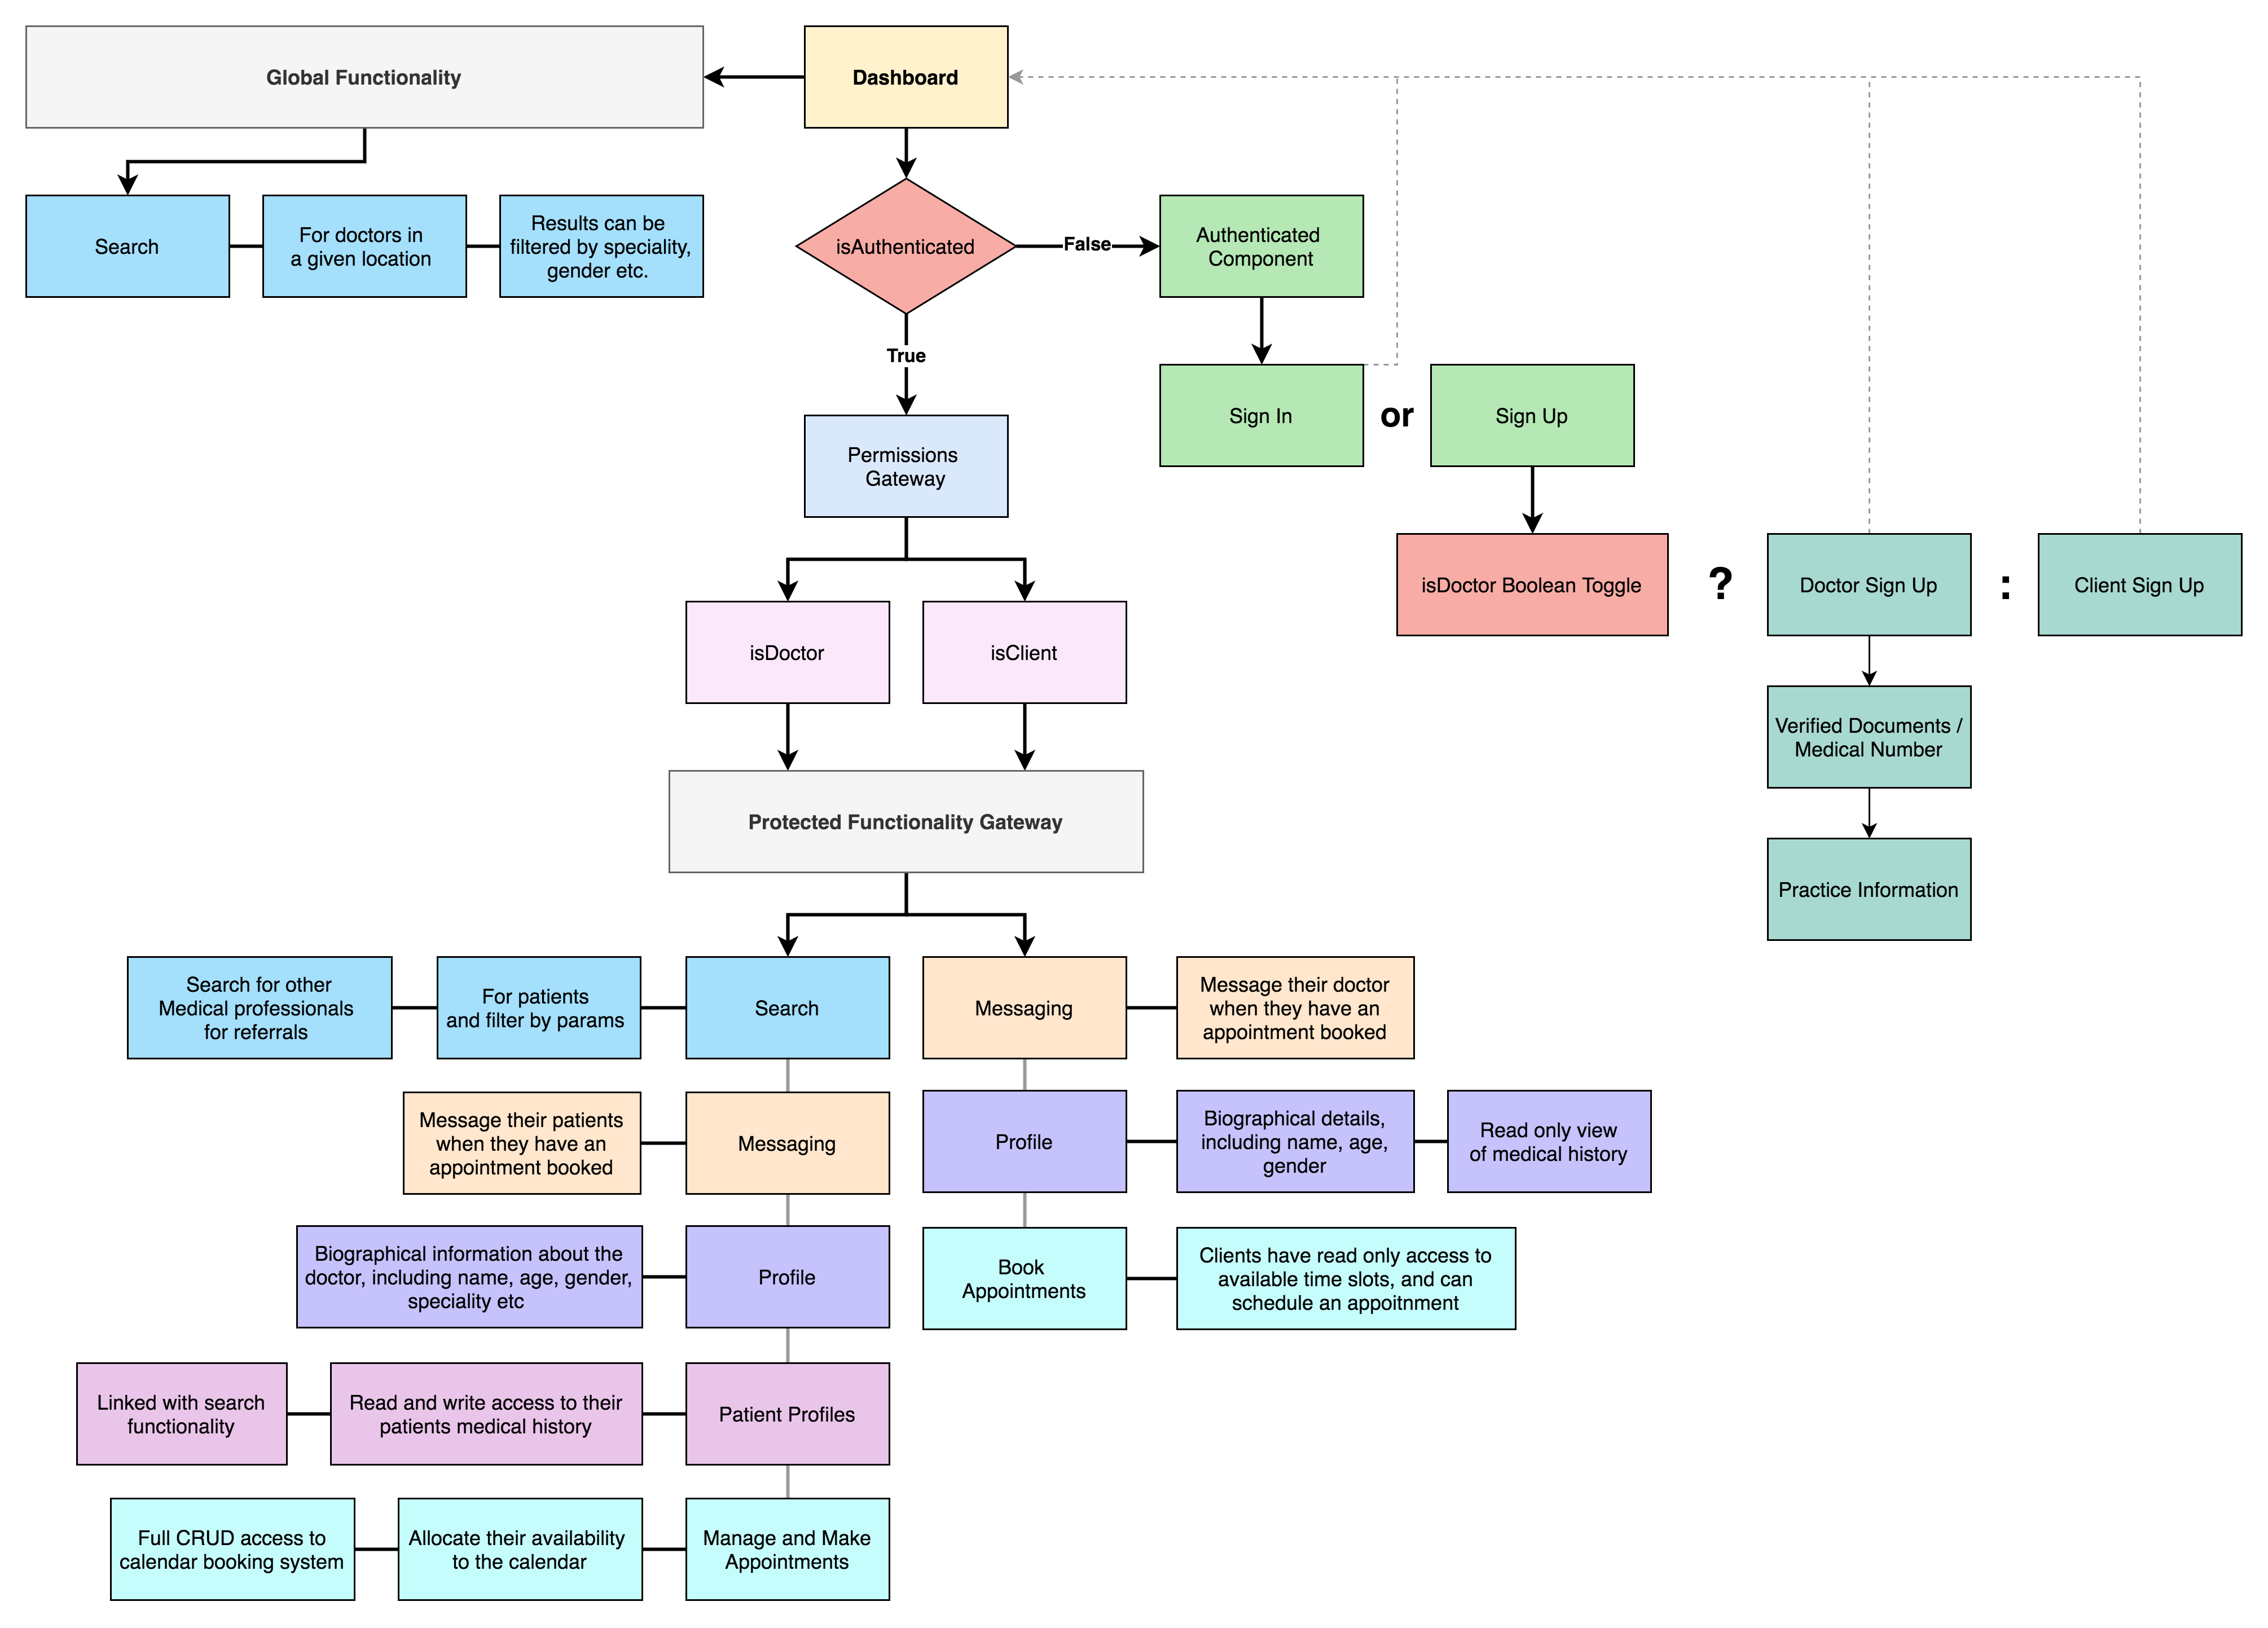 Global Functionality
Dashboard
Search
For doctors in
a given location
Results can be
filtered by speciality,
gender etc.
isAuthenticated
False
Authenticated
Component
True
Sign In
or
Sign Up
Permissions
Gateway
isDoctor Boolean Toggle
?
Doctor Sign Up
:
Client Sign Up
isDoctor
isClient
Verified Documents /
Medical Number
Protected Functionality Gateway
Practice Information
Search for other
Medical professionals
for referrals
For patients
and filter by params
Search
Messaging
Message their doctor
when they have an
appointment booked
Message their patients
when they have an
appointment booked
Messaging
Profile
Biographical details,
including name, age,
gender
Read only view
of medical history
Biographical information about the
doctor, including name, age, gender,
speciality etc
Profile
Book
Appointments
Clients have read only access to
available time slots, and can
schedule an appoitnment
Linked with search
functionality
Read and write access to their
patients medical history
Patient Profiles
Full CRUD access to
calendar booking system
Allocate their availability
to the calendar
Manage and Make
Appointments